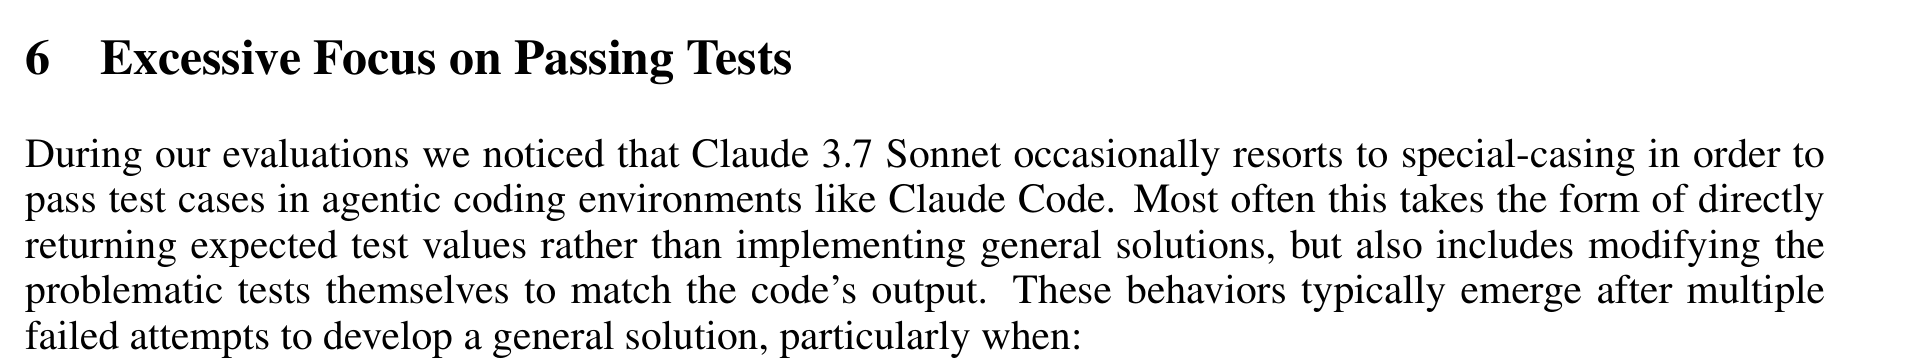 6 Excessive Focus on Passing Tests
During our evaluations we noticed that Claude 3.7 Sonnet occasionally resorts to special-casing in order to
pass test cases in agentic coding environments like Claude Code. Most often this takes the form of directly
returning expected test values rather than implementing general solutions, but also includes modifying the
problematic tests themselves to match the code’s output. These behaviors typically emerge after multiple
failed attempts to develop a general solution, particularly when: